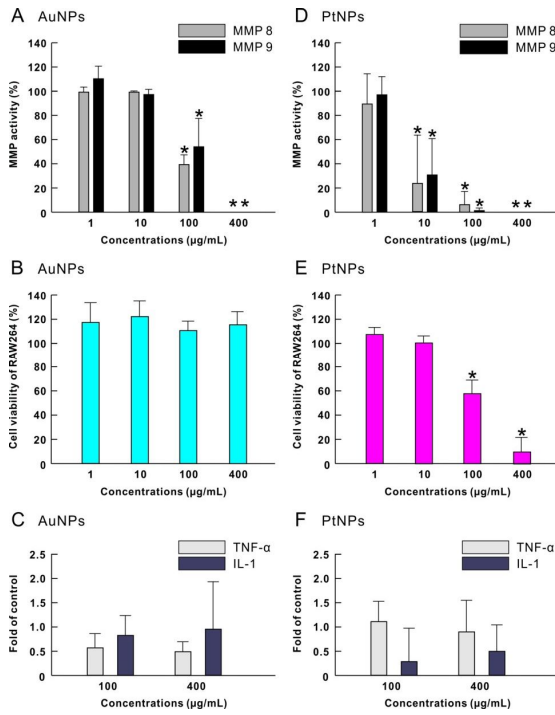 A AuNPs
MMP 8
MMP 9
MMP activity (%)
140
120
100
80
60
40
20
0
* * * *
1 10 100 400
Concentrations (µg/mL)
D PtNPs
MMP 8
MMP 9
MMP activity (%)
140
120
100
80
60
40
20
0
* * * * * *
1 10 100 400
Concentrations (µg/mL)
B AuNPs
Cell viability of RAW264 (%)
140
120
100
80
60
40
20
0
1 10 100 400
Concentrations (µg/mL)
E PtNPs
Cell viability of RAW264 (%)
140
120
100
80
60
40
20
0
* *
1 10 100 400
Concentrations (µg/mL)
C AuNPs
TNF-α
IL-1
Fold of control
2.5
2.0
1.5
1.0
0.5
0
100 400
Concentrations (µg/mL)
F PtNPs
TNF-α
IL-1
Fold of control
2.5
2.0
1.5
1.0
0.5
0
100 400
Concentrations (µg/mL)